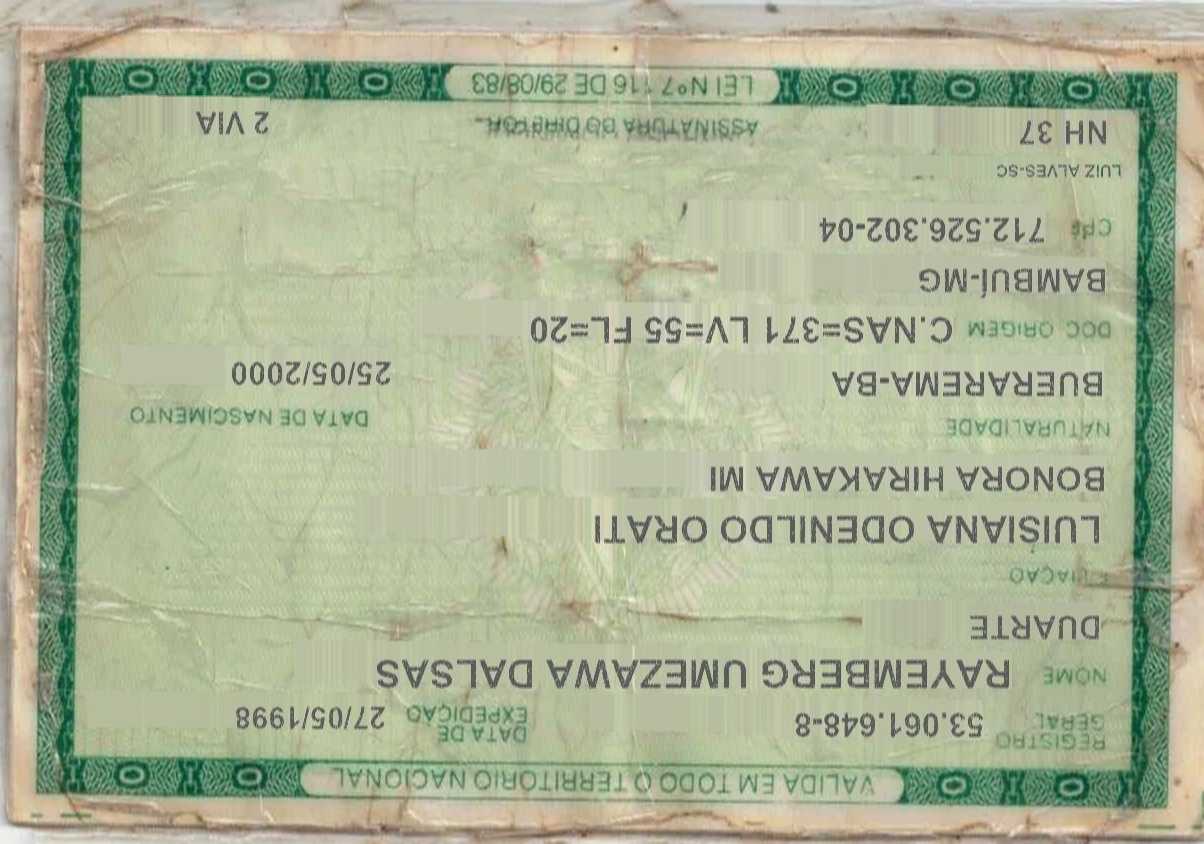 VALIDA EM TODO O TERRITORIO NACIONAL
REGISTRO GERAL 53.061.648-8 DATA DE EXPEDIÇÃO 27/05/1998
NOME RAYEMBERG UMEZAWA DALSAS
DUARTE
FILIAÇÃO
LUISIANA ODENILDO ORATI
BONORA HIRAKAWA MI
NATURALIDADE DATA DE NASCIMENTO
BUERAREMA-BA 25/05/2000
DOC ORIGEM C.NAS=371 LV=55 FL=20
BAMBUÍ-MG
CPF 712.526.302-04
LUIZ ALVES-SC
NH 37 2 VIA
ASSINATURA DO DIRETOR
LEI Nº 7.116 DE 29/08/83